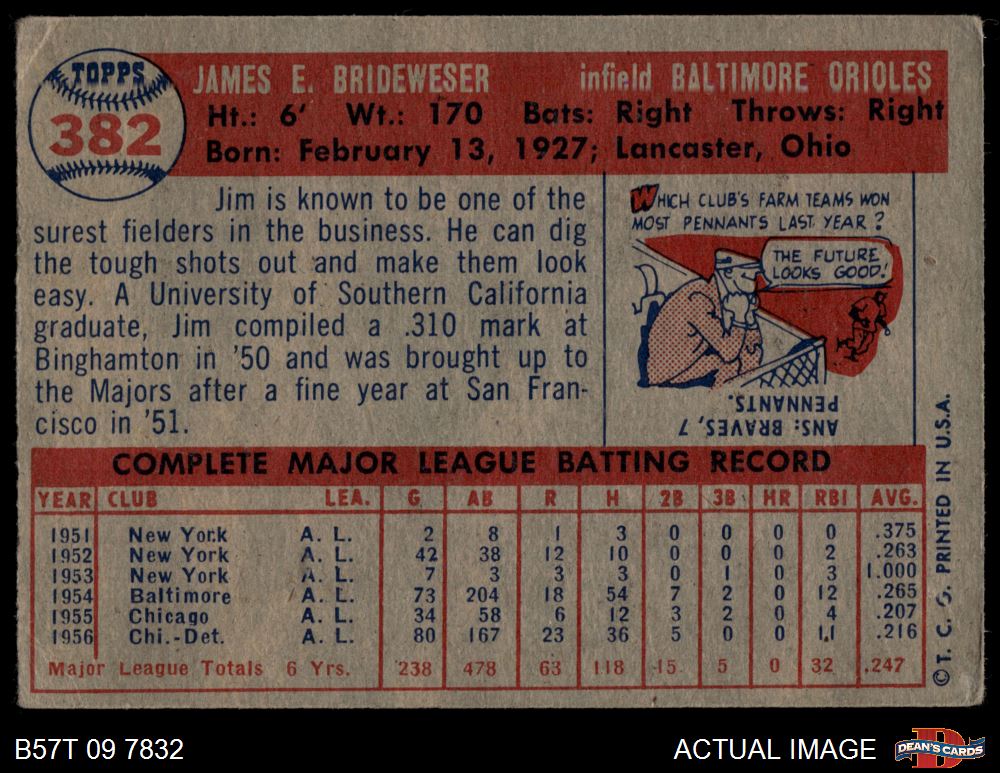 TOPPS
382
JAMES E. BRIDEWESER infield BALTIMORE ORIOLES
Ht.: 6' Wt.: 170 Bats: Right Throws: Right
Born: February 13, 1927; Lancaster, Ohio
Jim is known to be one of the
surest fielders in the business. He can dig
the tough shots out and make them look
easy. A University of Southern California
graduate, Jim compiled a .310 mark at
Binghamton in '50 and was brought up to
the Majors after a fine year at San Fran-
cisco in '51.
WHICH CLUB'S FARM TEAMS WON
MOST PENNANTS LAST YEAR?
THE FUTURE
LOOKS GOOD!
ANS: BRAVES, 7
PENNANTS.
COMPLETE MAJOR LEAGUE BATTING RECORD
YEAR CLUB LEA. G AB R H 2B 3B HR RBI AVG.
1951 New York A. L. 2 8 1 3 0 0 0 0 .375
1952 New York A. L. 42 38 12 10 0 0 0 2 .263
1953 New York A. L. 7 3 3 3 0 1 0 3 1.000
1954 Baltimore A. L. 73 204 18 54 7 2 0 12 .265
1955 Chicago A. L. 34 58 6 12 3 2 0 4 .207
1956 Chi.-Det. A. L. 80 167 23 36 5 0 0 11 .216
Major League Totals 6 Yrs. 238 478 63 118 15 5 0 32 .247
© T. C. G. PRINTED IN U.S.A.
B57T 09 7832
ACTUAL IMAGE
DEAN'S CARDS